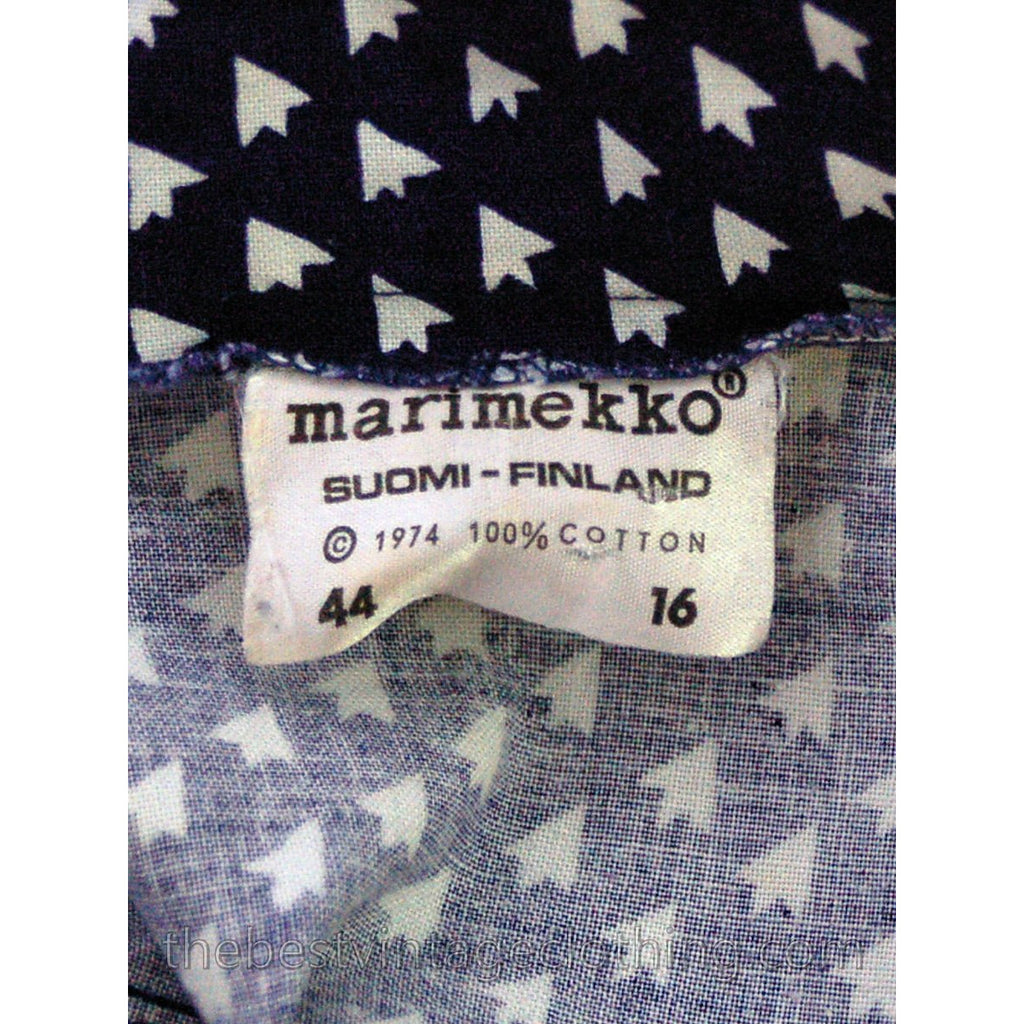 marimekko®
SUOMI - FINLAND
© 1974 100% COTTON
44 16
thebestvintageclothing.com